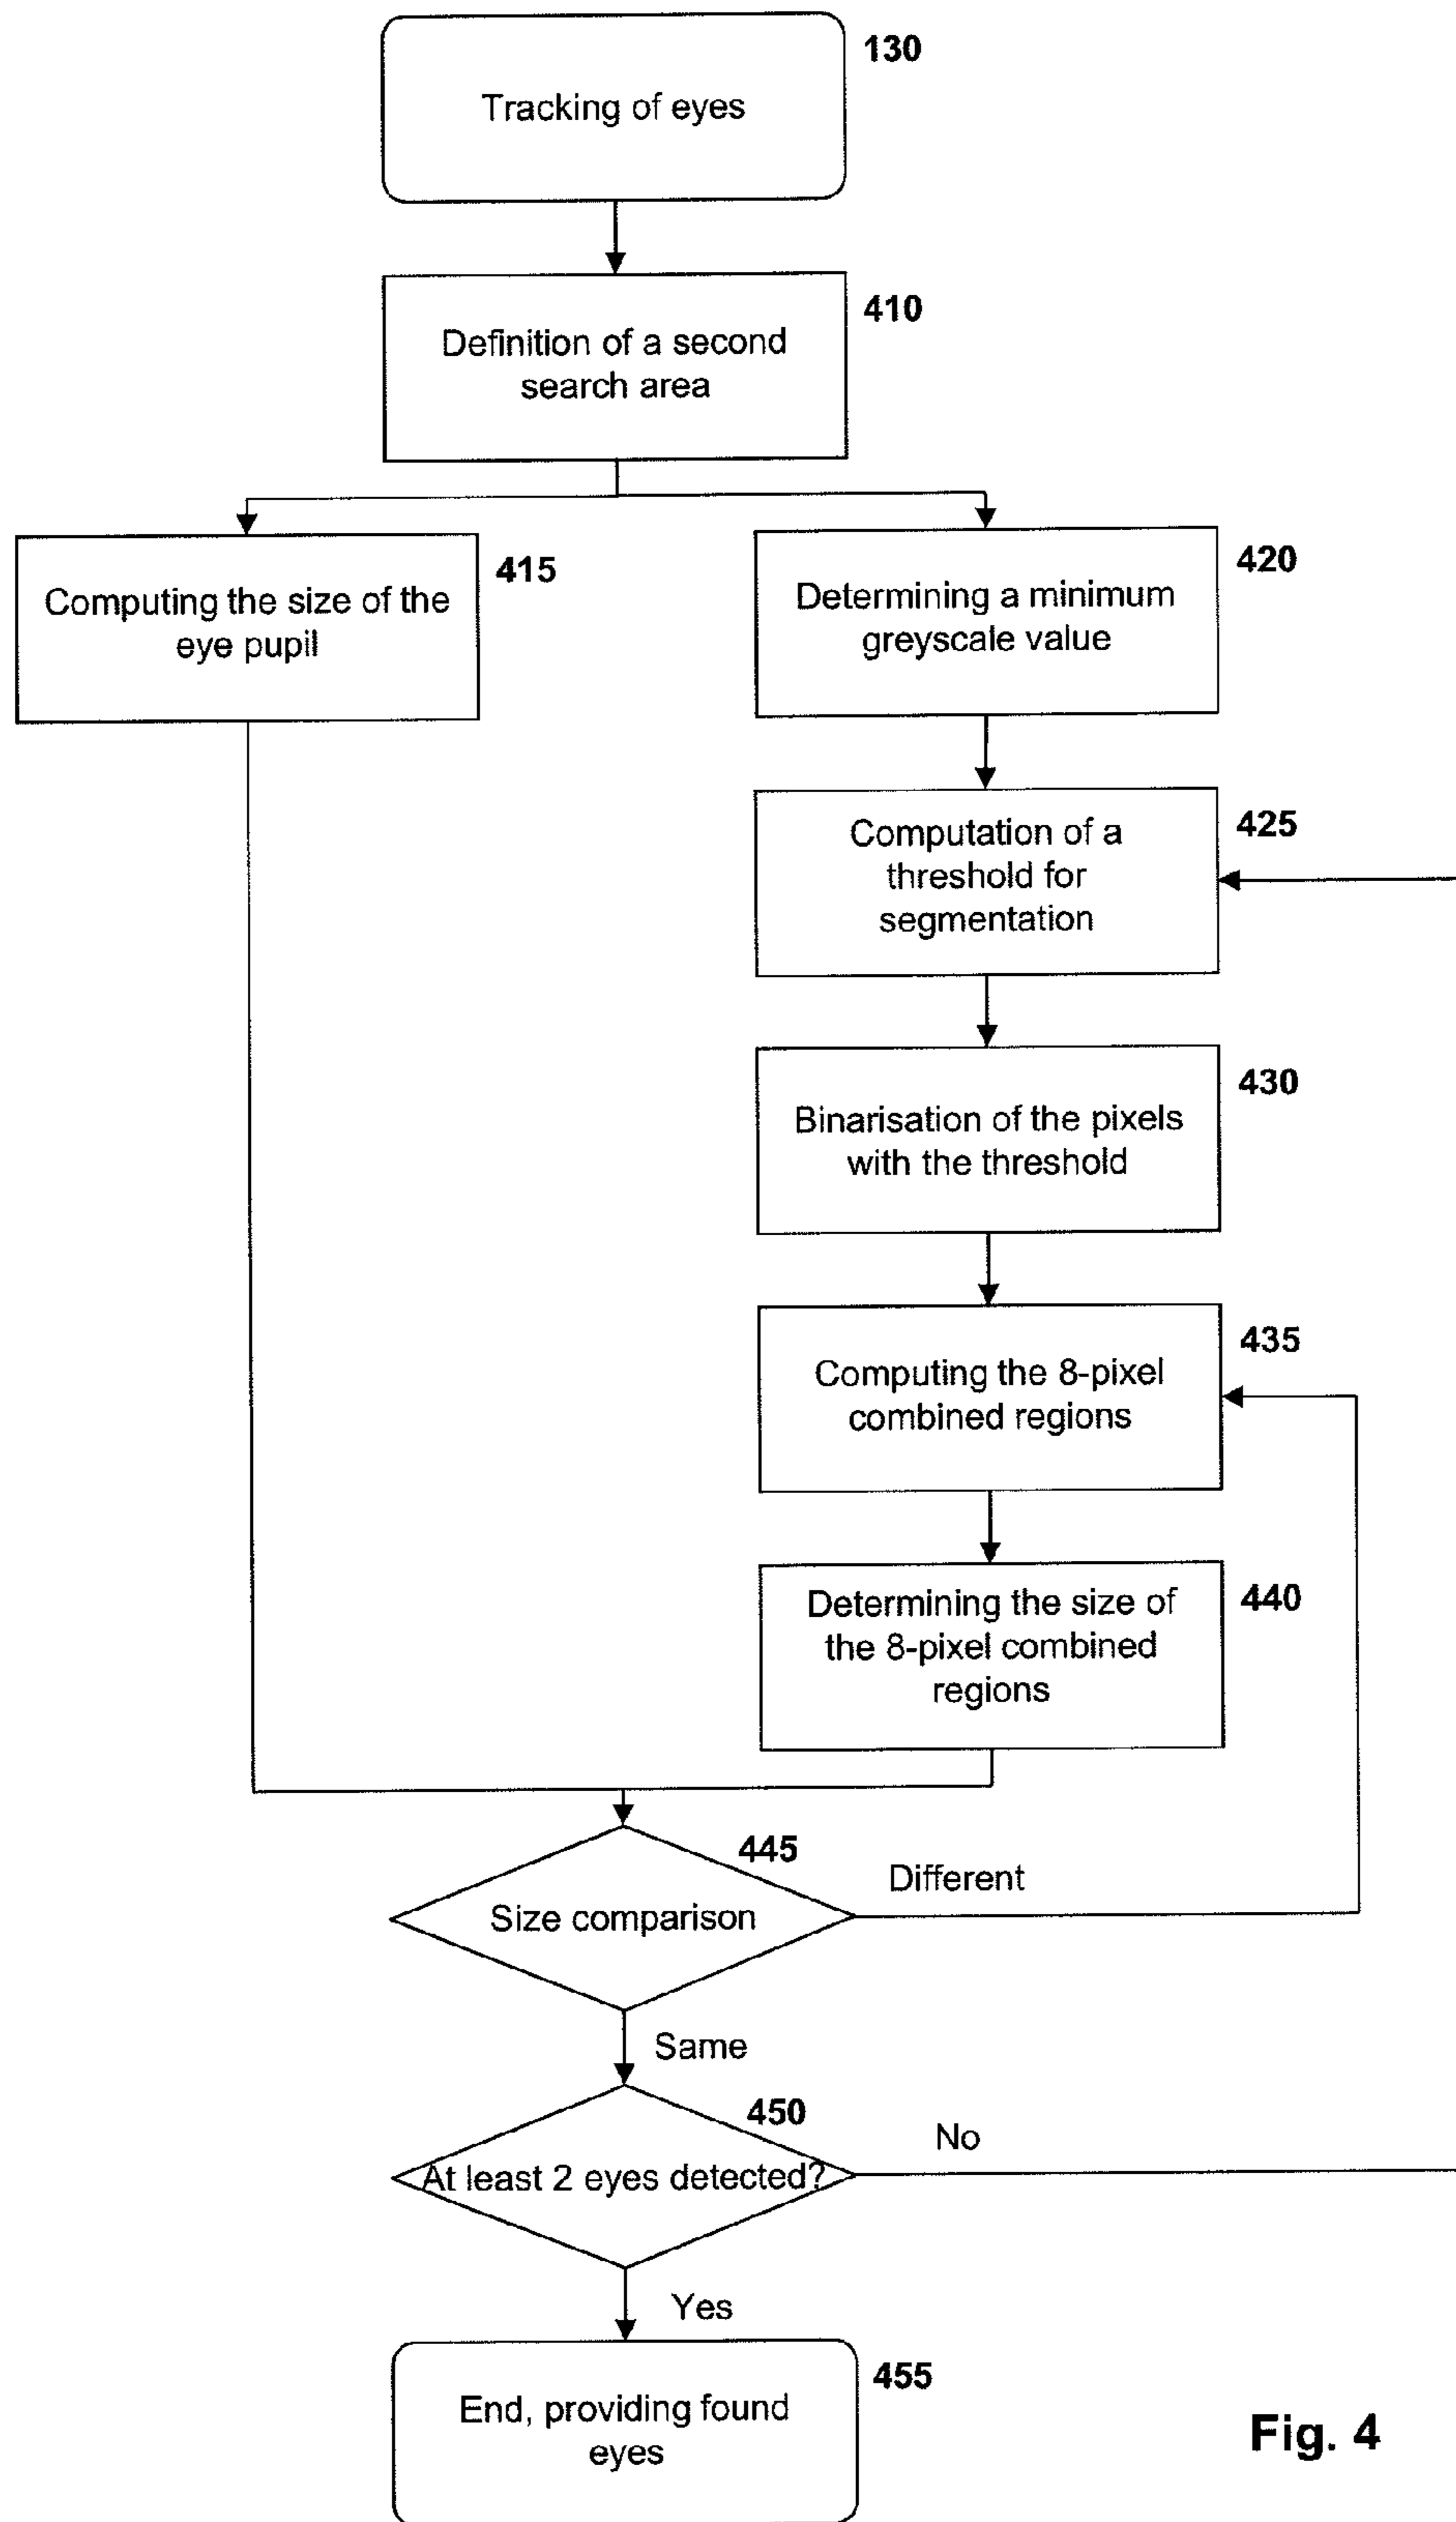 130
Tracking of eyes
410
Definition of a second
search area
415
Computing the size of the
eye pupil
420
Determining a minimum
greyscale value
425
Computation of a
threshold for
segmentation
430
Binarisation of the pixels
with the threshold
435
Computing the 8-pixel
combined regions
440
Determining the size of
the 8-pixel combined
regions
445
Different
Size comparison
Same
450
No
At least 2 eyes detected?
Yes
455
End, providing found
eyes
Fig. 4